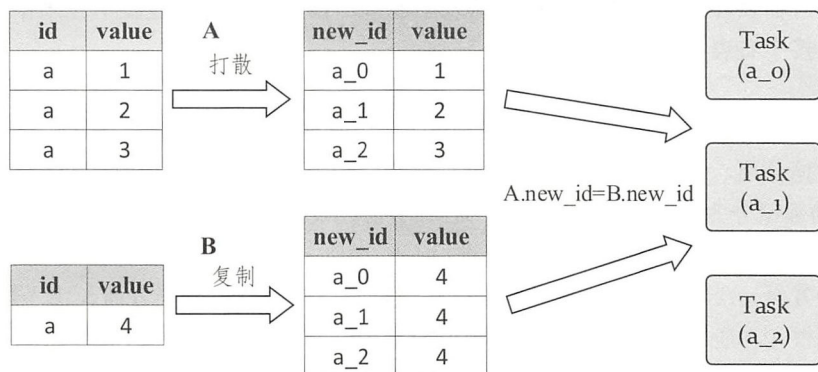 id value
a 1
a 2
a 3
A
打散
new_id value
a_0 1
a_1 2
a_2 3
id value
a 4
B
复制
new_id value
a_0 4
a_1 4
a_2 4
A.new_id=B.new_id
Task
(a_0)
Task
(a_1)
Task
(a_2)